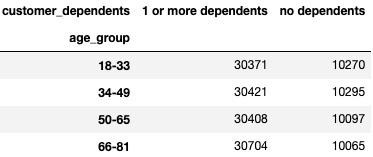 customer_dependents 1 or more dependents no dependents
age_group
18-33 30371 10270
34-49 30421 10295
50-65 30408 10097
66-81 30704 10065